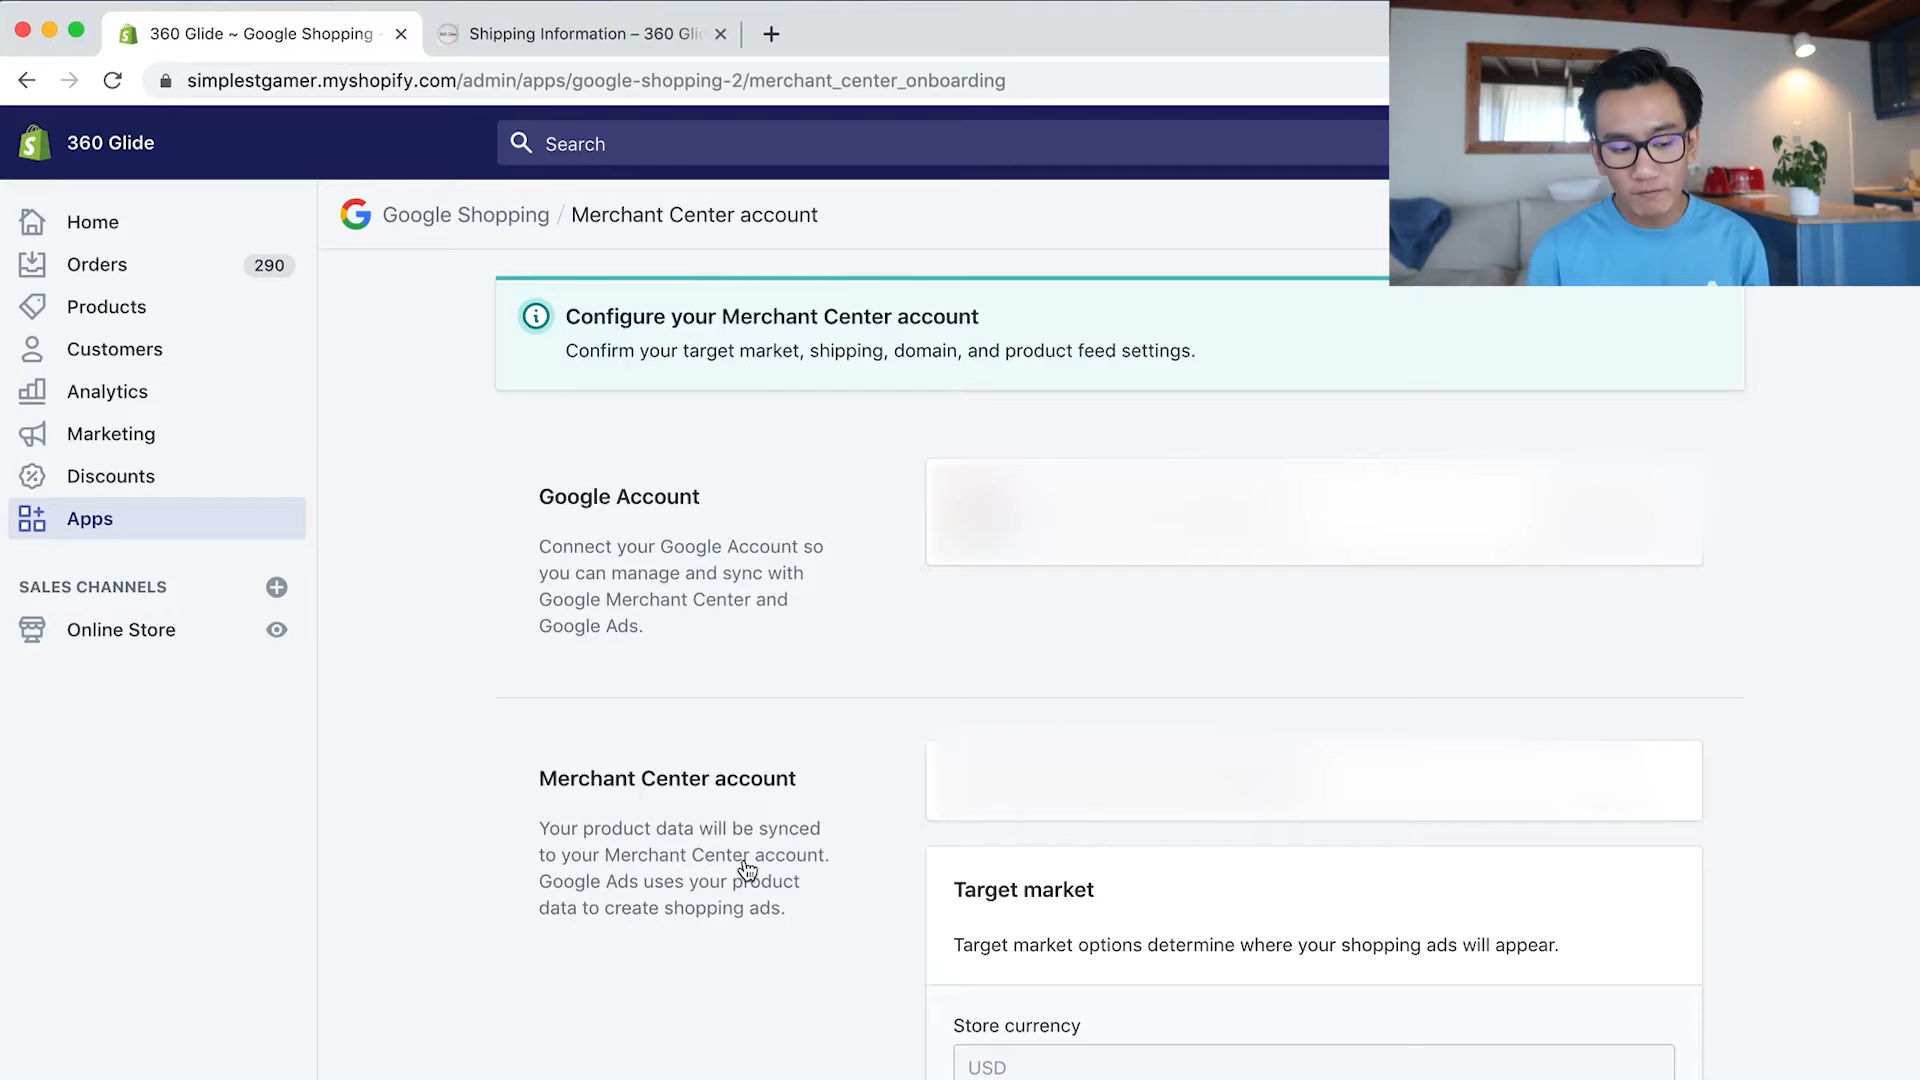 360 Glide ~ Google Shopping
Shipping Information – 360 Gli
simplestgamer.myshopify.com/admin/apps/google-shopping-2/merchant_center_onboarding
360 Glide
Search
Home
Orders
290
Products
Customers
Analytics
Marketing
Discounts
Apps
SALES CHANNELS
Online Store
Google Shopping / Merchant Center account
Configure your Merchant Center account
Confirm your target market, shipping, domain, and product feed settings.
Google Account
Connect your Google Account so
you can manage and sync with
Google Merchant Center and
Google Ads.
Merchant Center account
Your product data will be synced
to your Merchant Center account.
Google Ads uses your product
data to create shopping ads.
Target market
Target market options determine where your shopping ads will appear.
Store currency
USD